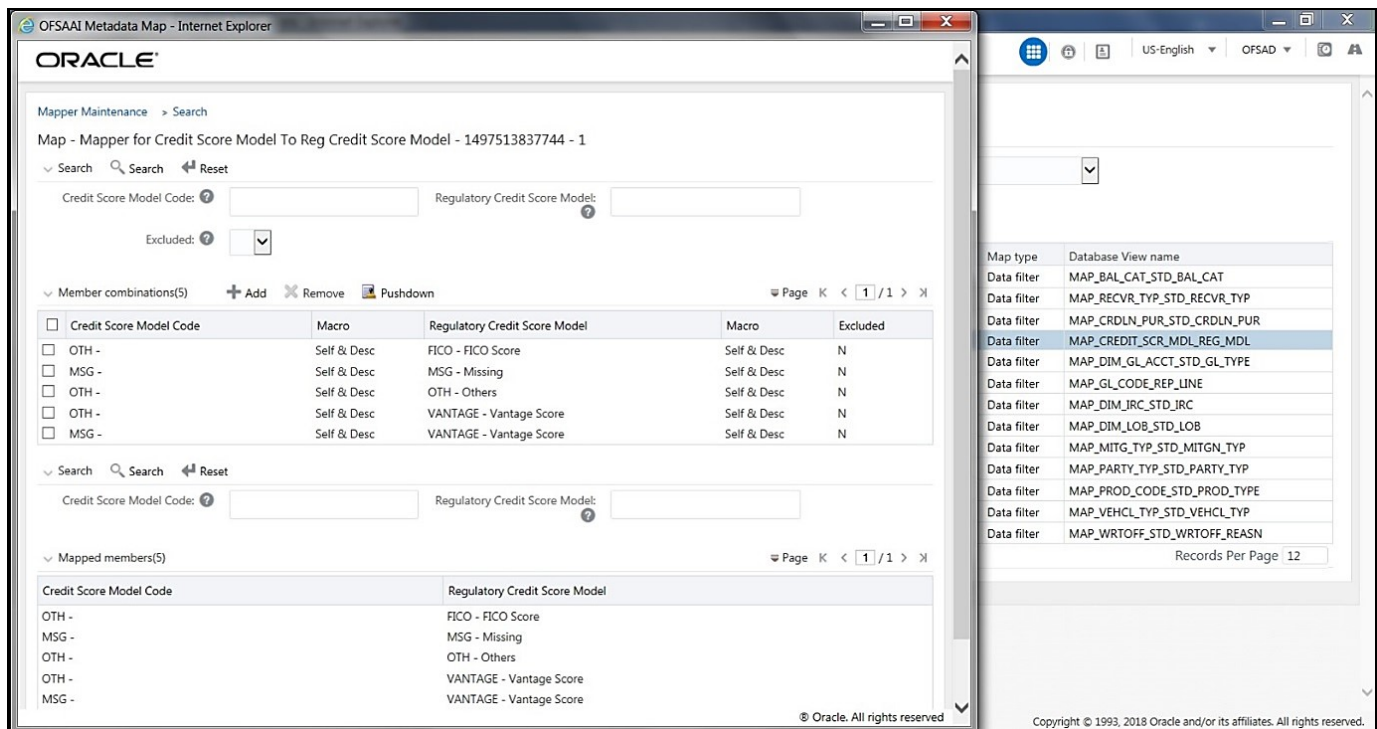 OFSAAI Metadata Map - Internet Explorer
ORACLE®
US-English OFSAD
Mapper Maintenance > Search
Map - Mapper for Credit Score Model To Reg Credit Score Model - 1497513837744 - 1
Search Search Reset
Credit Score Model Code: ? Regulatory Credit Score Model: ?
Excluded: ?
Member combinations(5) Add Remove Pushdown Page 1 / 1
Credit Score Model Code Macro Regulatory Credit Score Model Macro Excluded
OTH - Self & Desc FICO - FICO Score Self & Desc N
MSG - Self & Desc MSG - Missing Self & Desc N
OTH - Self & Desc OTH - Others Self & Desc N
OTH - Self & Desc VANTAGE - Vantage Score Self & Desc N
MSG - Self & Desc VANTAGE - Vantage Score Self & Desc N
Search Search Reset
Credit Score Model Code: ? Regulatory Credit Score Model: ?
Mapped members(5) Page 1 / 1
Credit Score Model Code Regulatory Credit Score Model
OTH - FICO - FICO Score
MSG - MSG - Missing
OTH - OTH - Others
OTH - VANTAGE - Vantage Score
MSG - VANTAGE - Vantage Score
® Oracle. All rights reserved
Map type Database View name
Data filter MAP_BAL_CAT_STD_BAL_CAT
Data filter MAP_RECVR_TYP_STD_RECVR_TYP
Data filter MAP_CRDLN_PUR_STD_CRDLN_PUR
Data filter MAP_CREDIT_SCR_MDL_REG_MDL
Data filter MAP_DIM_GL_ACCT_STD_GL_TYPE
Data filter MAP_GL_CODE_REP_LINE
Data filter MAP_DIM_IRC_STD_IRC
Data filter MAP_DIM_LOB_STD_LOB
Data filter MAP_MITG_TYP_STD_MITGN_TYP
Data filter MAP_PARTY_TYP_STD_PARTY_TYP
Data filter MAP_PROD_CODE_STD_PROD_TYPE
Data filter MAP_VEHCL_TYP_STD_VEHCL_TYP
Data filter MAP_WRTOFF_STD_WRTOFF_REASN
Records Per Page 12
Copyright © 1993, 2018 Oracle and/or its affiliates. All rights reserved.